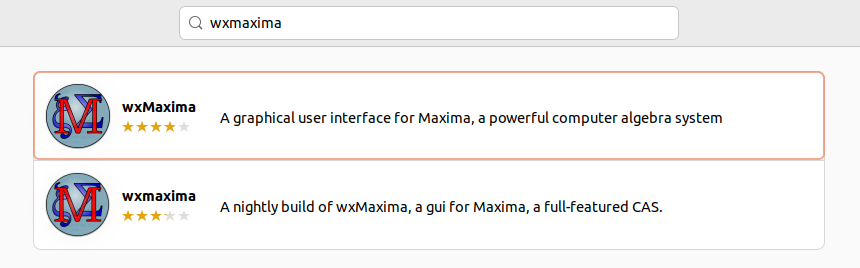 wxmaxima
wxMaxima
A graphical user interface for Maxima, a powerful computer algebra system
wxmaxima
A nightly build of wxMaxima, a gui for Maxima, a full-featured CAS.